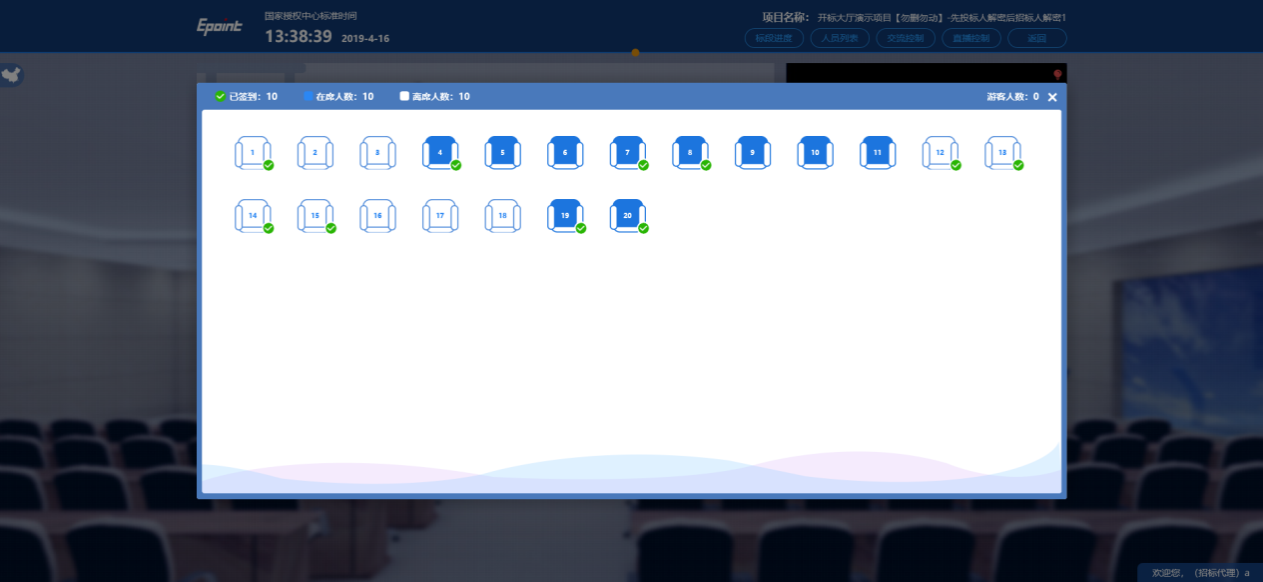 Epoint
国家授权中心标准时间
13:38:39 2019-4-16
项目名称： 开标大厅演示项目【勿删勿动】-先投标人解密后招标人解密1
标段进度 人员列表 交流控制 直播控制 返回
已签到：10 在席人数：10 离席人数：10 游客人数：0
1 2 3 4 5 6 7 8 9 10 11 12 13
14 15 16 17 18 19 20
欢迎您，{招标代理} a